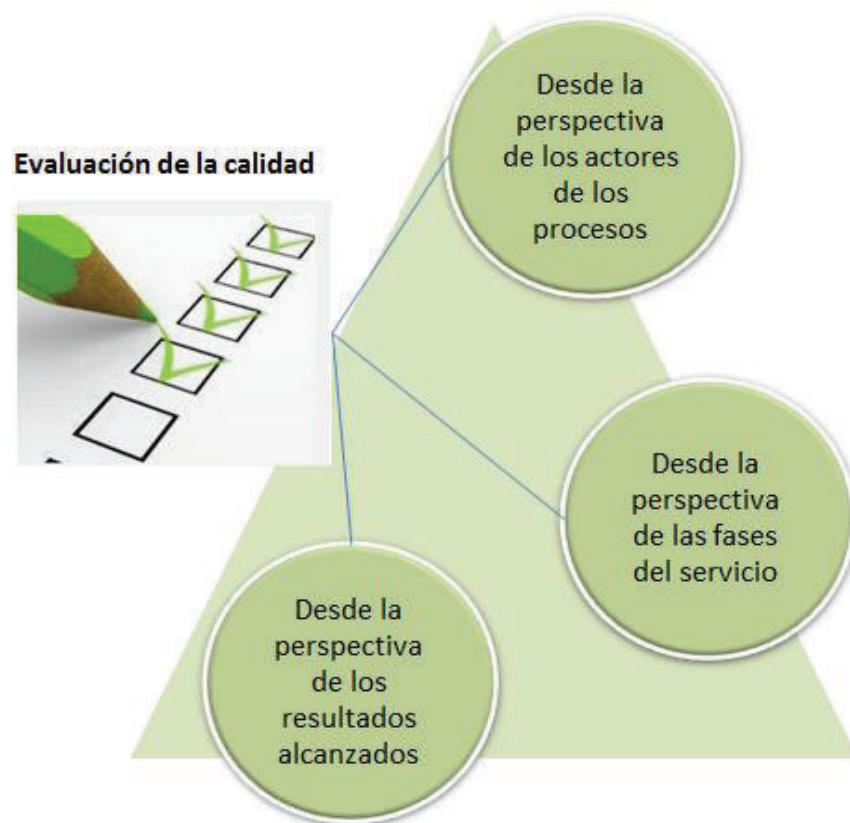 Evaluación de la calidad
Desde la
perspectiva
de los actores
de los
procesos
Desde la
perspectiva
de las fases
del servicio
Desde la
perspectiva
de los
resultados
alcanzados